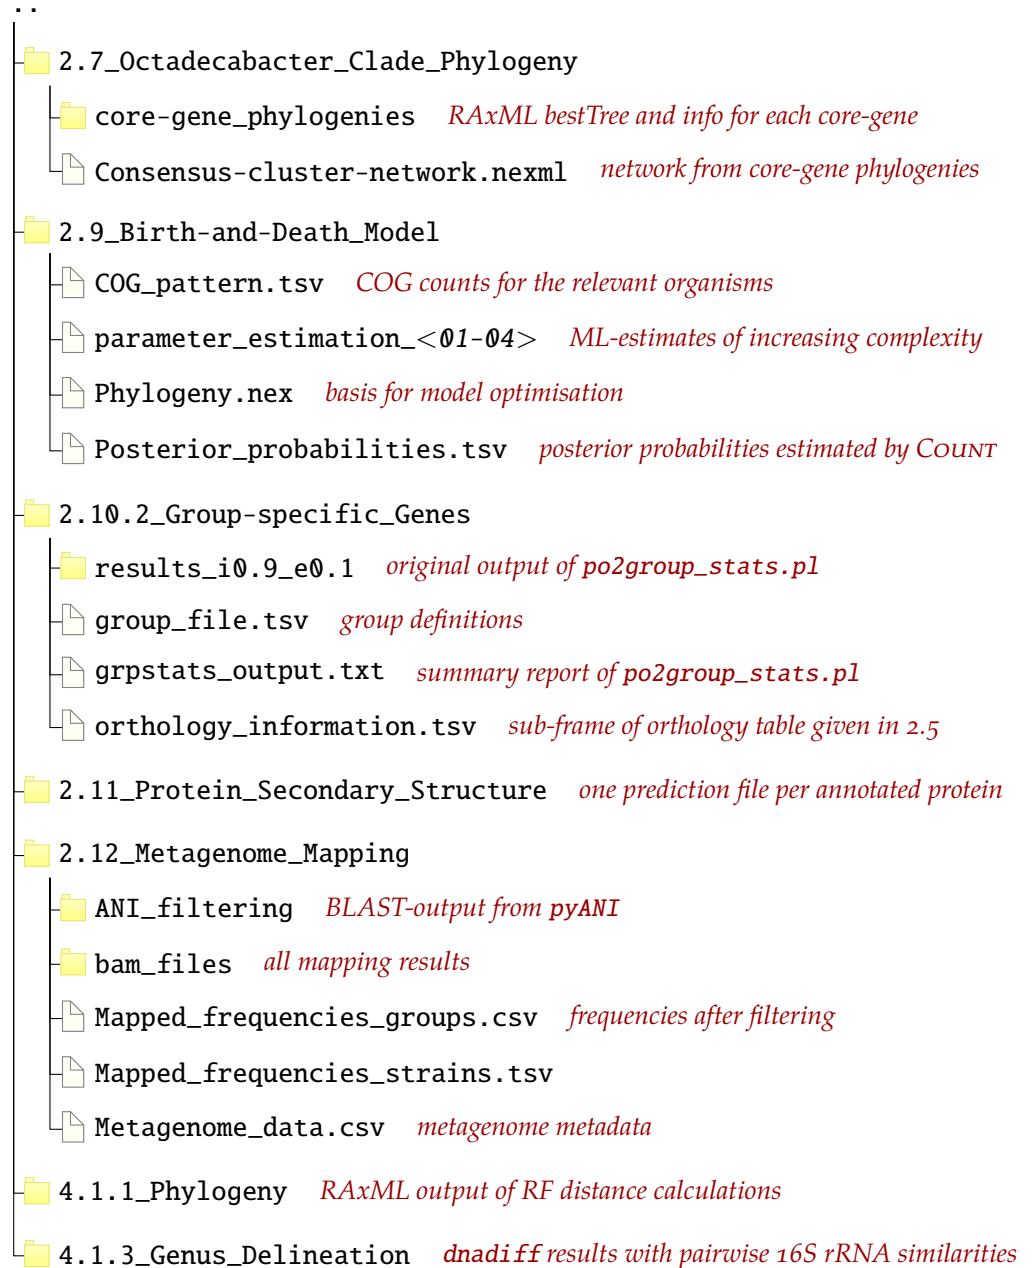 ..
2.7_Octadecabacter_Clade_Phylogeny
core-gene_phylogenies RAxML bestTree and info for each core-gene
Consensus-cluster-network.nexml network from core-gene phylogenies
2.9_Birth-and-Death_Model
COG_pattern.tsv COG counts for the relevant organisms
parameter_estimation_<01-04> ML-estimates of increasing complexity
Phylogeny.nex basis for model optimisation
Posterior_probabilities.tsv posterior probabilities estimated by COUNT
2.10.2_Group-specific_Genes
results_i0.9_e0.1 original output of po2group_stats.pl
group_file.tsv group definitions
grpstats_output.txt summary report of po2group_stats.pl
orthology_information.tsv sub-frame of orthology table given in 2.5
2.11_Protein_Secondary_Structure one prediction file per annotated protein
2.12_Metagenome_Mapping
ANI_filtering BLAST-output from pyANI
bam_files all mapping results
Mapped_frequencies_groups.csv frequencies after filtering
Mapped_frequencies_strains.tsv
Metagenome_data.csv metagenome metadata
4.1.1_Phylogeny RAxML output of RF distance calculations
4.1.3_Genus_Delineation dnadiff results with pairwise 16S rRNA similarities